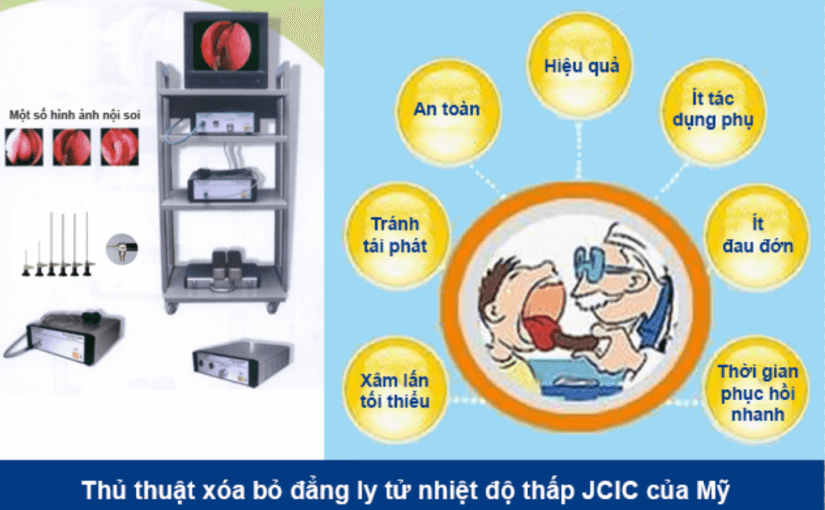 Một số hình ảnh nội soi
Hiệu quả
An toàn
Ít tác
dụng phụ
Tránh
tái phát
Ít
đau đớn
Xâm lấn
tối thiểu
Thời gian
phục hồi
nhanh
Thủ thuật xóa bỏ đẳng ly tử nhiệt độ thấp JCIC của Mỹ